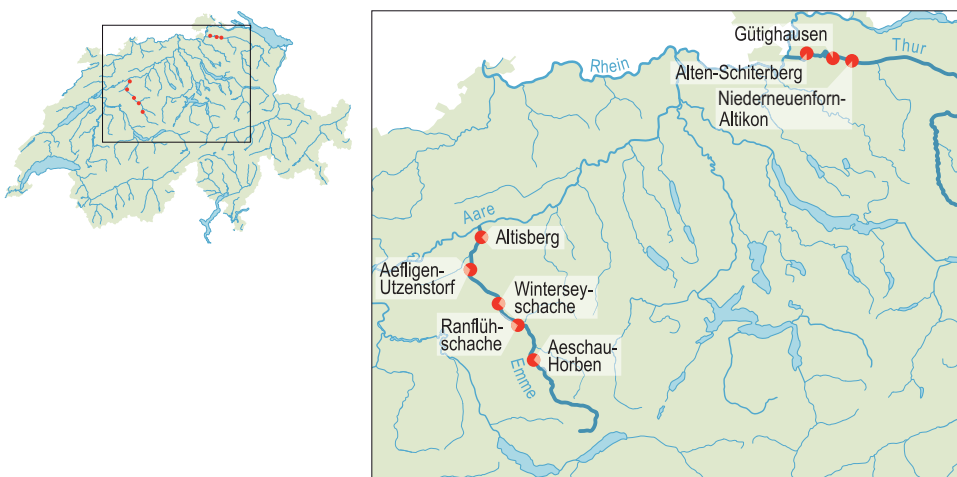 Gütighausen
Thur
Rhein
Alten-Schiterberg
Niederneuenforn-
Altikon
Aare
Altisberg
Aefligen-
Utzenstorf
Wintersey-
schache
Ranflüh-
schache
Aeschau-
Horben
Emme